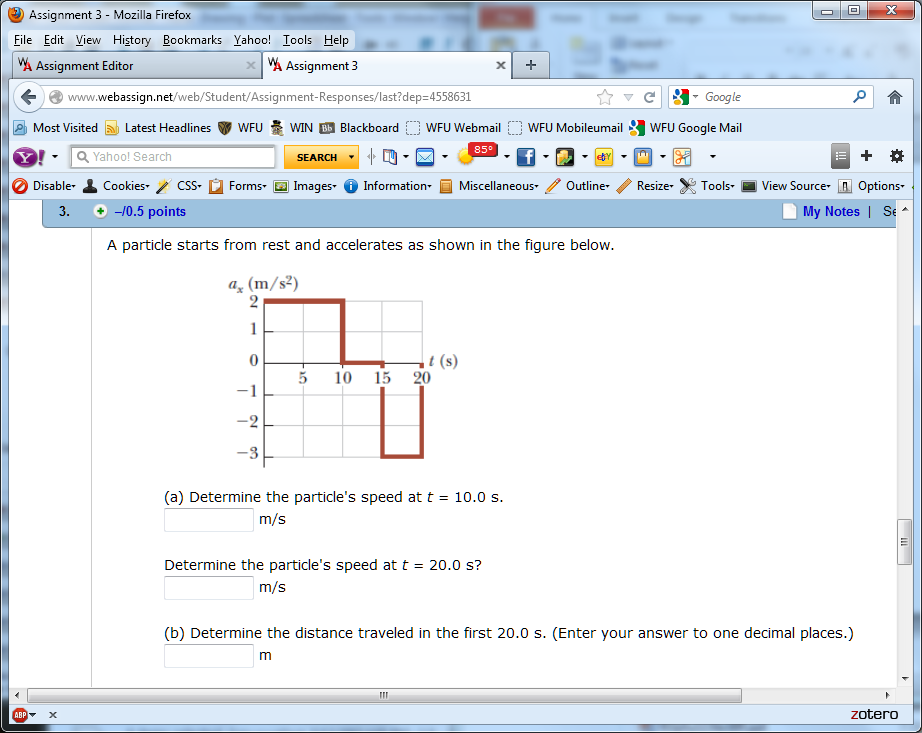 Assignment 3 - Mozilla Firefox
File Edit View History Bookmarks Yahoo! Tools Help
Assignment Editor × Assignment 3 × +
www.webassign.net/web/Student/Assignment-Responses/last?dep=4558631 Google
Most Visited Latest Headlines WFU WIN Bb Blackboard WFU Webmail WFU Mobileumail WFU Google Mail
Y! Yahoo! Search SEARCH 85° eBY
Disable Cookies CSS Forms Images Information Miscellaneous Outline Resize Tools View Source Options
3. –/0.5 points My Notes | Se
A particle starts from rest and accelerates as shown in the figure below.
ax (m/s²)
2
1
0 t (s)
5 10 15 20
−1
−2
−3
(a) Determine the particle's speed at t = 10.0 s.
m/s
Determine the particle's speed at t = 20.0 s?
m/s
(b) Determine the distance traveled in the first 20.0 s. (Enter your answer to one decimal places.)
m
ABP × zotero